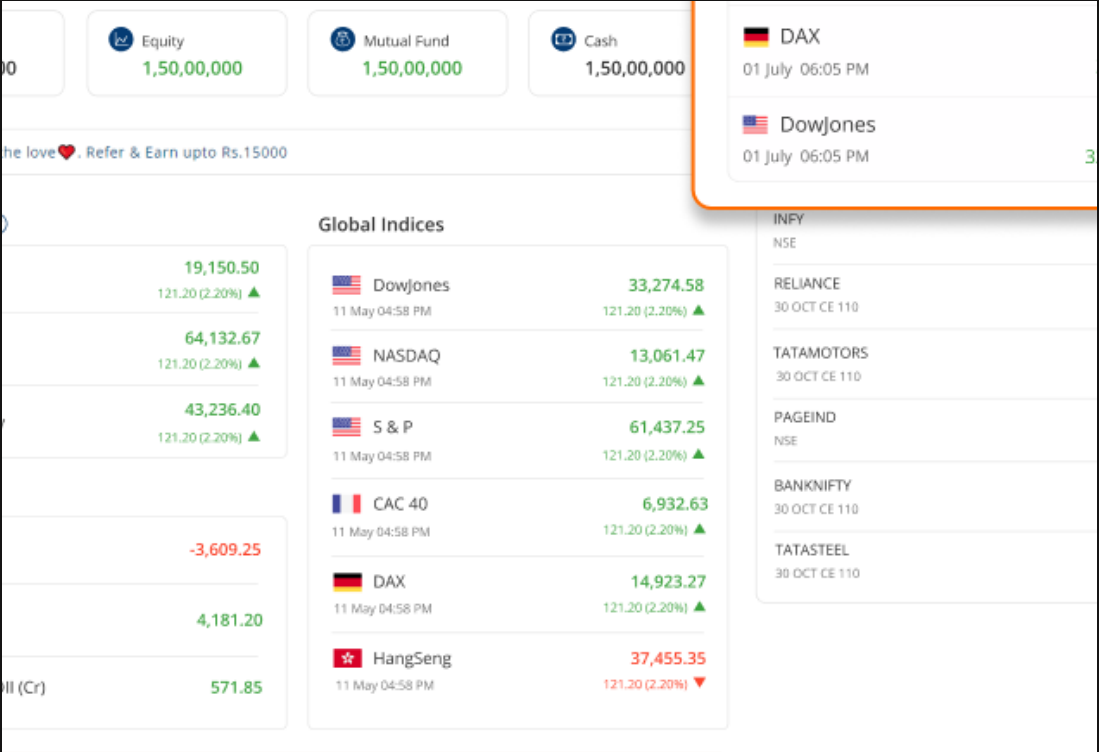 Equity
1,50,00,000
Mutual Fund
1,50,00,000
Cash
1,50,00,000
DAX
01 July 06:05 PM
DowJones
01 July 06:05 PM
the love❤. Refer & Earn upto Rs.15000
19,150.50
121.20 (2.20%) ▲
64,132.67
121.20 (2.20%) ▲
43,236.40
121.20 (2.20%) ▲
-3,609.25
4,181.20
DII (Cr) 571.85
Global Indices
DowJones 33,274.58
11 May 04:58 PM 121.20 (2.20%) ▲
NASDAQ 13,061.47
11 May 04:58 PM 121.20 (2.20%) ▲
S & P 61,437.25
11 May 04:58 PM 121.20 (2.20%) ▲
CAC 40 6,932.63
11 May 04:58 PM 121.20 (2.20%) ▲
DAX 14,923.27
11 May 04:58 PM 121.20 (2.20%) ▲
HangSeng 37,455.35
11 May 04:58 PM 121.20 (2.20%) ▼
INFY
NSE
RELIANCE
30 OCT CE 110
TATAMOTORS
30 OCT CE 110
PAGEIND
NSE
BANKNIFTY
30 OCT CE 110
TATASTEEL
30 OCT CE 110